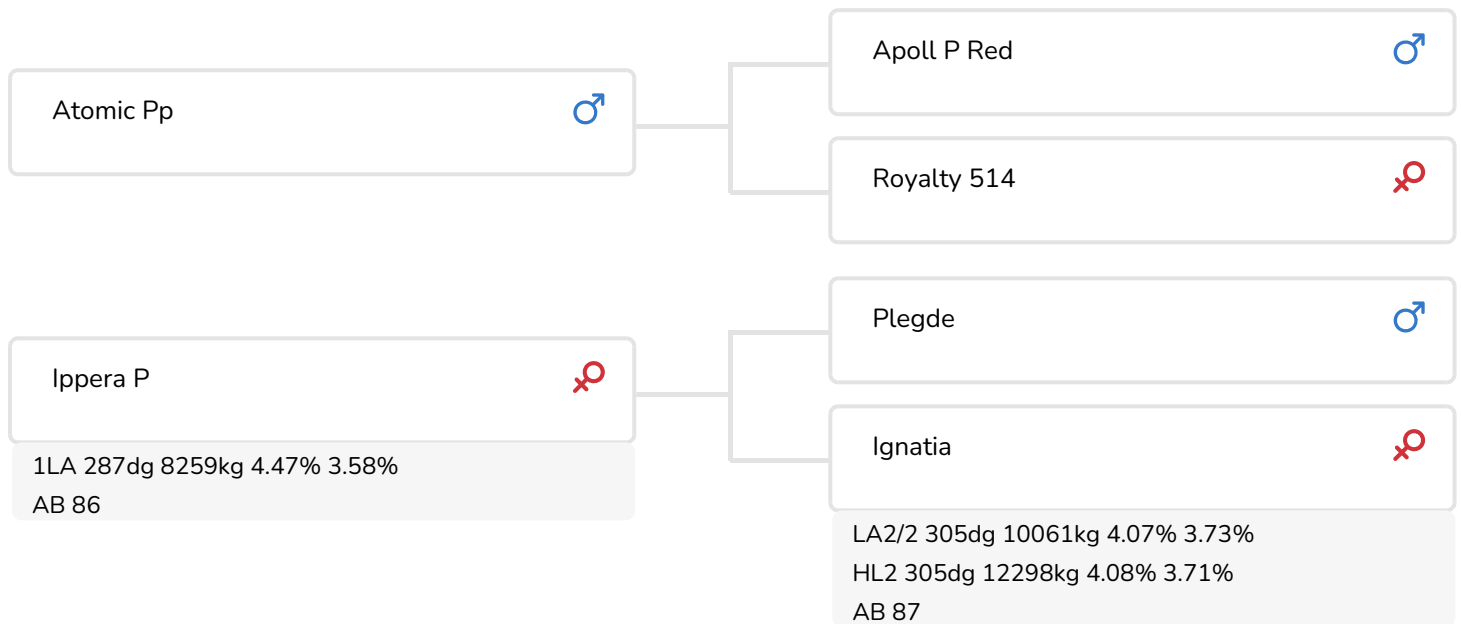 Atomic Pp
Apoll P Red
Royalty 514
Ippera P
1LA 287dg 8259kg 4.47% 3.58%
AB 86
Plegde
Ignatia
LA2/2 305dg 10061kg 4.07% 3.73%
HL2 305dg 12298kg 4.08% 3.71%
AB 87